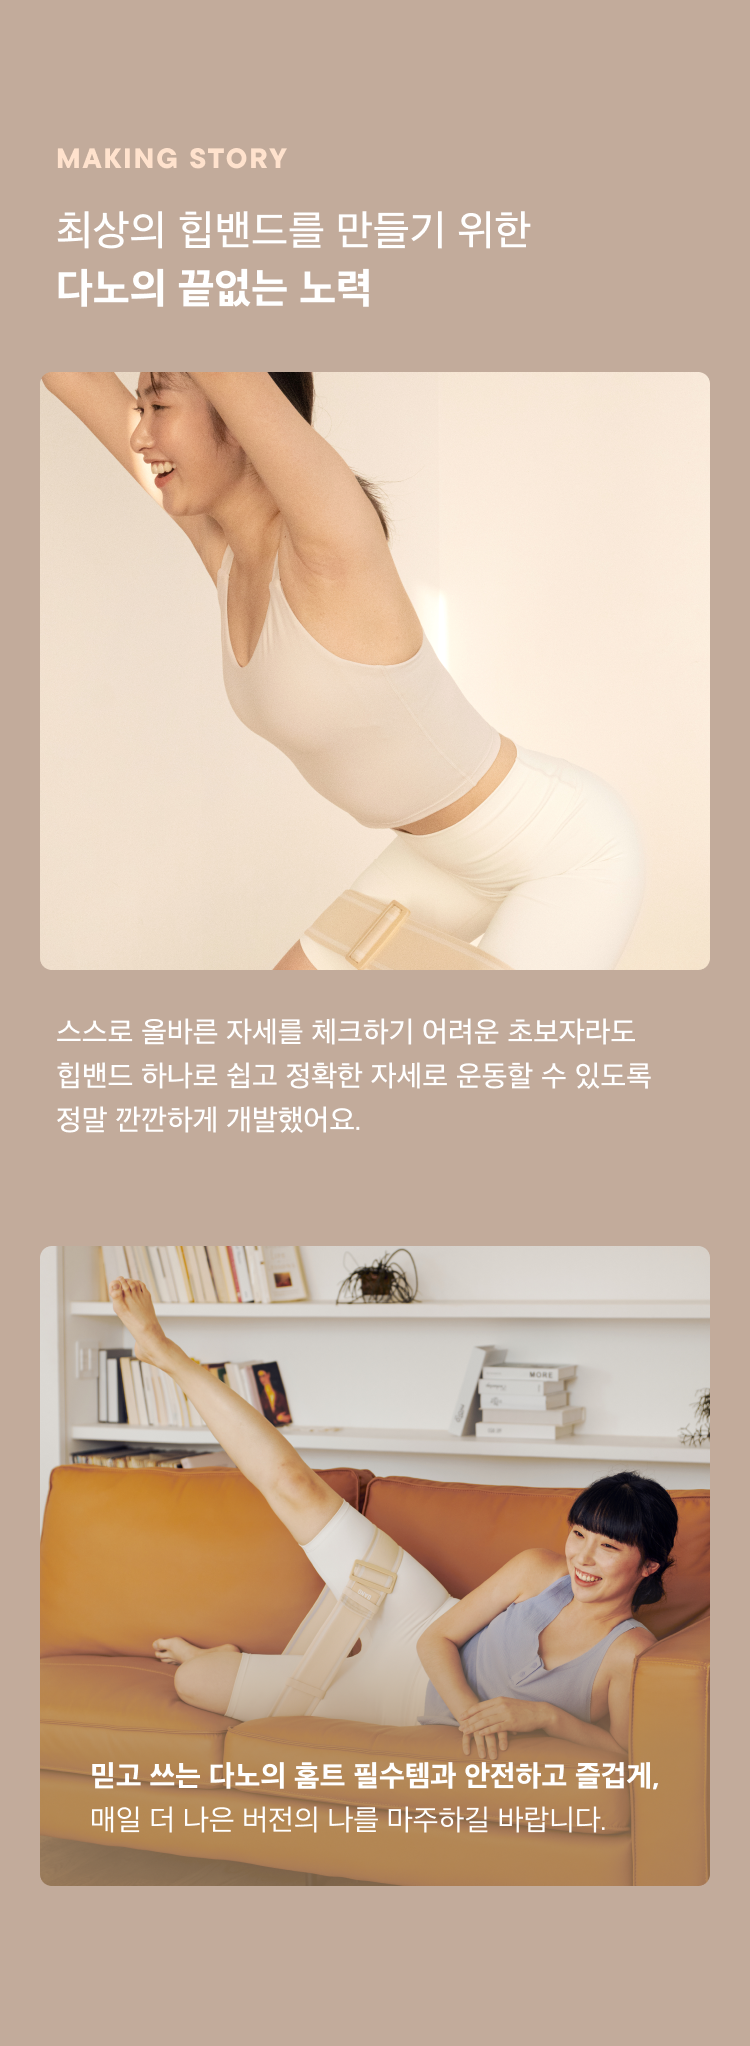 MAKING STORY
최상의 힙밴드를 만들기 위한
다노의 끝없는 노력
스스로 올바른 자세를 체크하기 어려운 초보자라도
힙밴드 하나로 쉽고 정확한 자세로 운동할 수 있도록
정말 깐깐하게 개발했어요.
MORE
믿고 쓰는 다노의 홈트 필수템과 안전하고 즐겁게,
매일 더 나은 버전의 나를 마주하길 바랍니다.